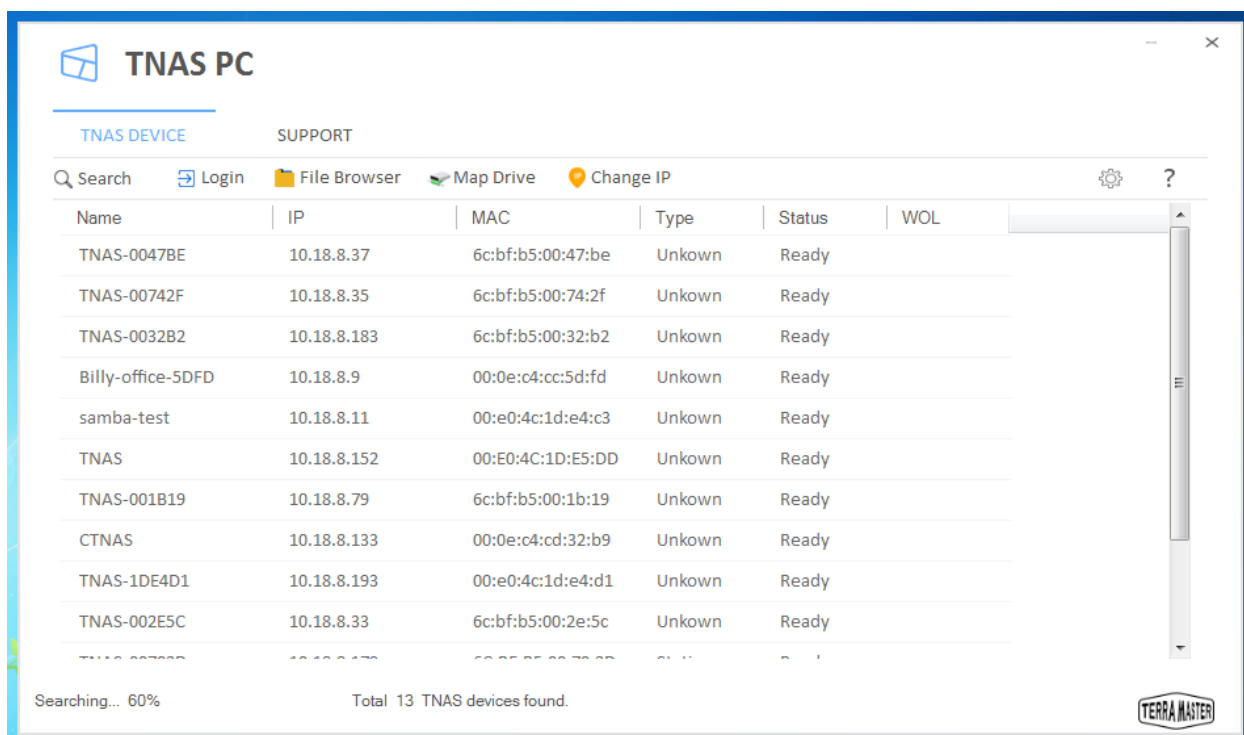 TNAS PC
TNAS DEVICE SUPPORT
Search Login File Browser Map Drive Change IP ?
Name IP MAC Type Status WOL
TNAS-0047BE 10.18.8.37 6c:bf:b5:00:47:be Unkown Ready
TNAS-00742F 10.18.8.35 6c:bf:b5:00:74:2f Unkown Ready
TNAS-0032B2 10.18.8.183 6c:bf:b5:00:32:b2 Unkown Ready
Billy-office-5DFD 10.18.8.9 00:0e:c4:cc:5d:fd Unkown Ready
samba-test 10.18.8.11 00:e0:4c:1d:e4:c3 Unkown Ready
TNAS 10.18.8.152 00:E0:4C:1D:E5:DD Unkown Ready
TNAS-001B19 10.18.8.79 6c:bf:b5:00:1b:19 Unkown Ready
CTNAS 10.18.8.133 00:0e:c4:cd:32:b9 Unkown Ready
TNAS-1DE4D1 10.18.8.193 00:e0:4c:1d:e4:d1 Unkown Ready
TNAS-002E5C 10.18.8.33 6c:bf:b5:00:2e:5c Unkown Ready
Searching... 60% Total 13 TNAS devices found.
TERRA MASTER